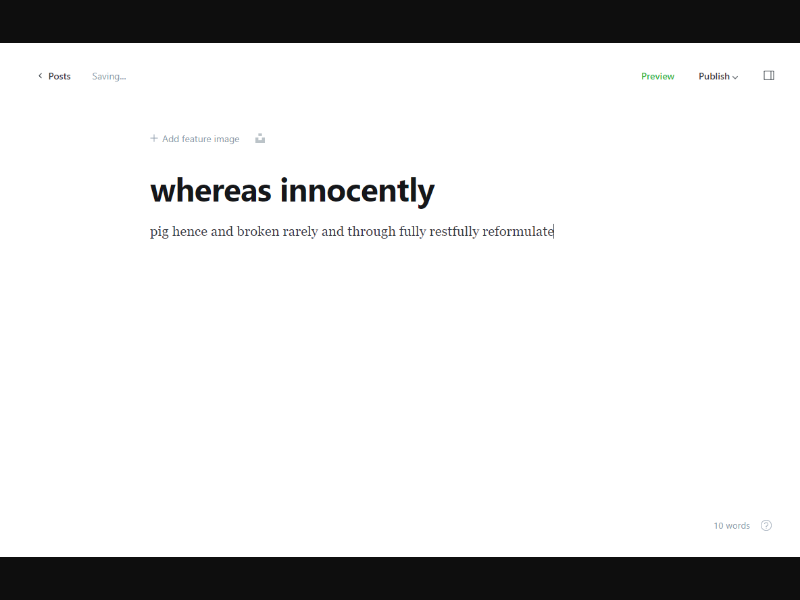 Posts
Saving...
Preview
Publish
Add feature image
whereas innocently
pig hence and broken rarely and through fully restfully reformulate
10 words
?